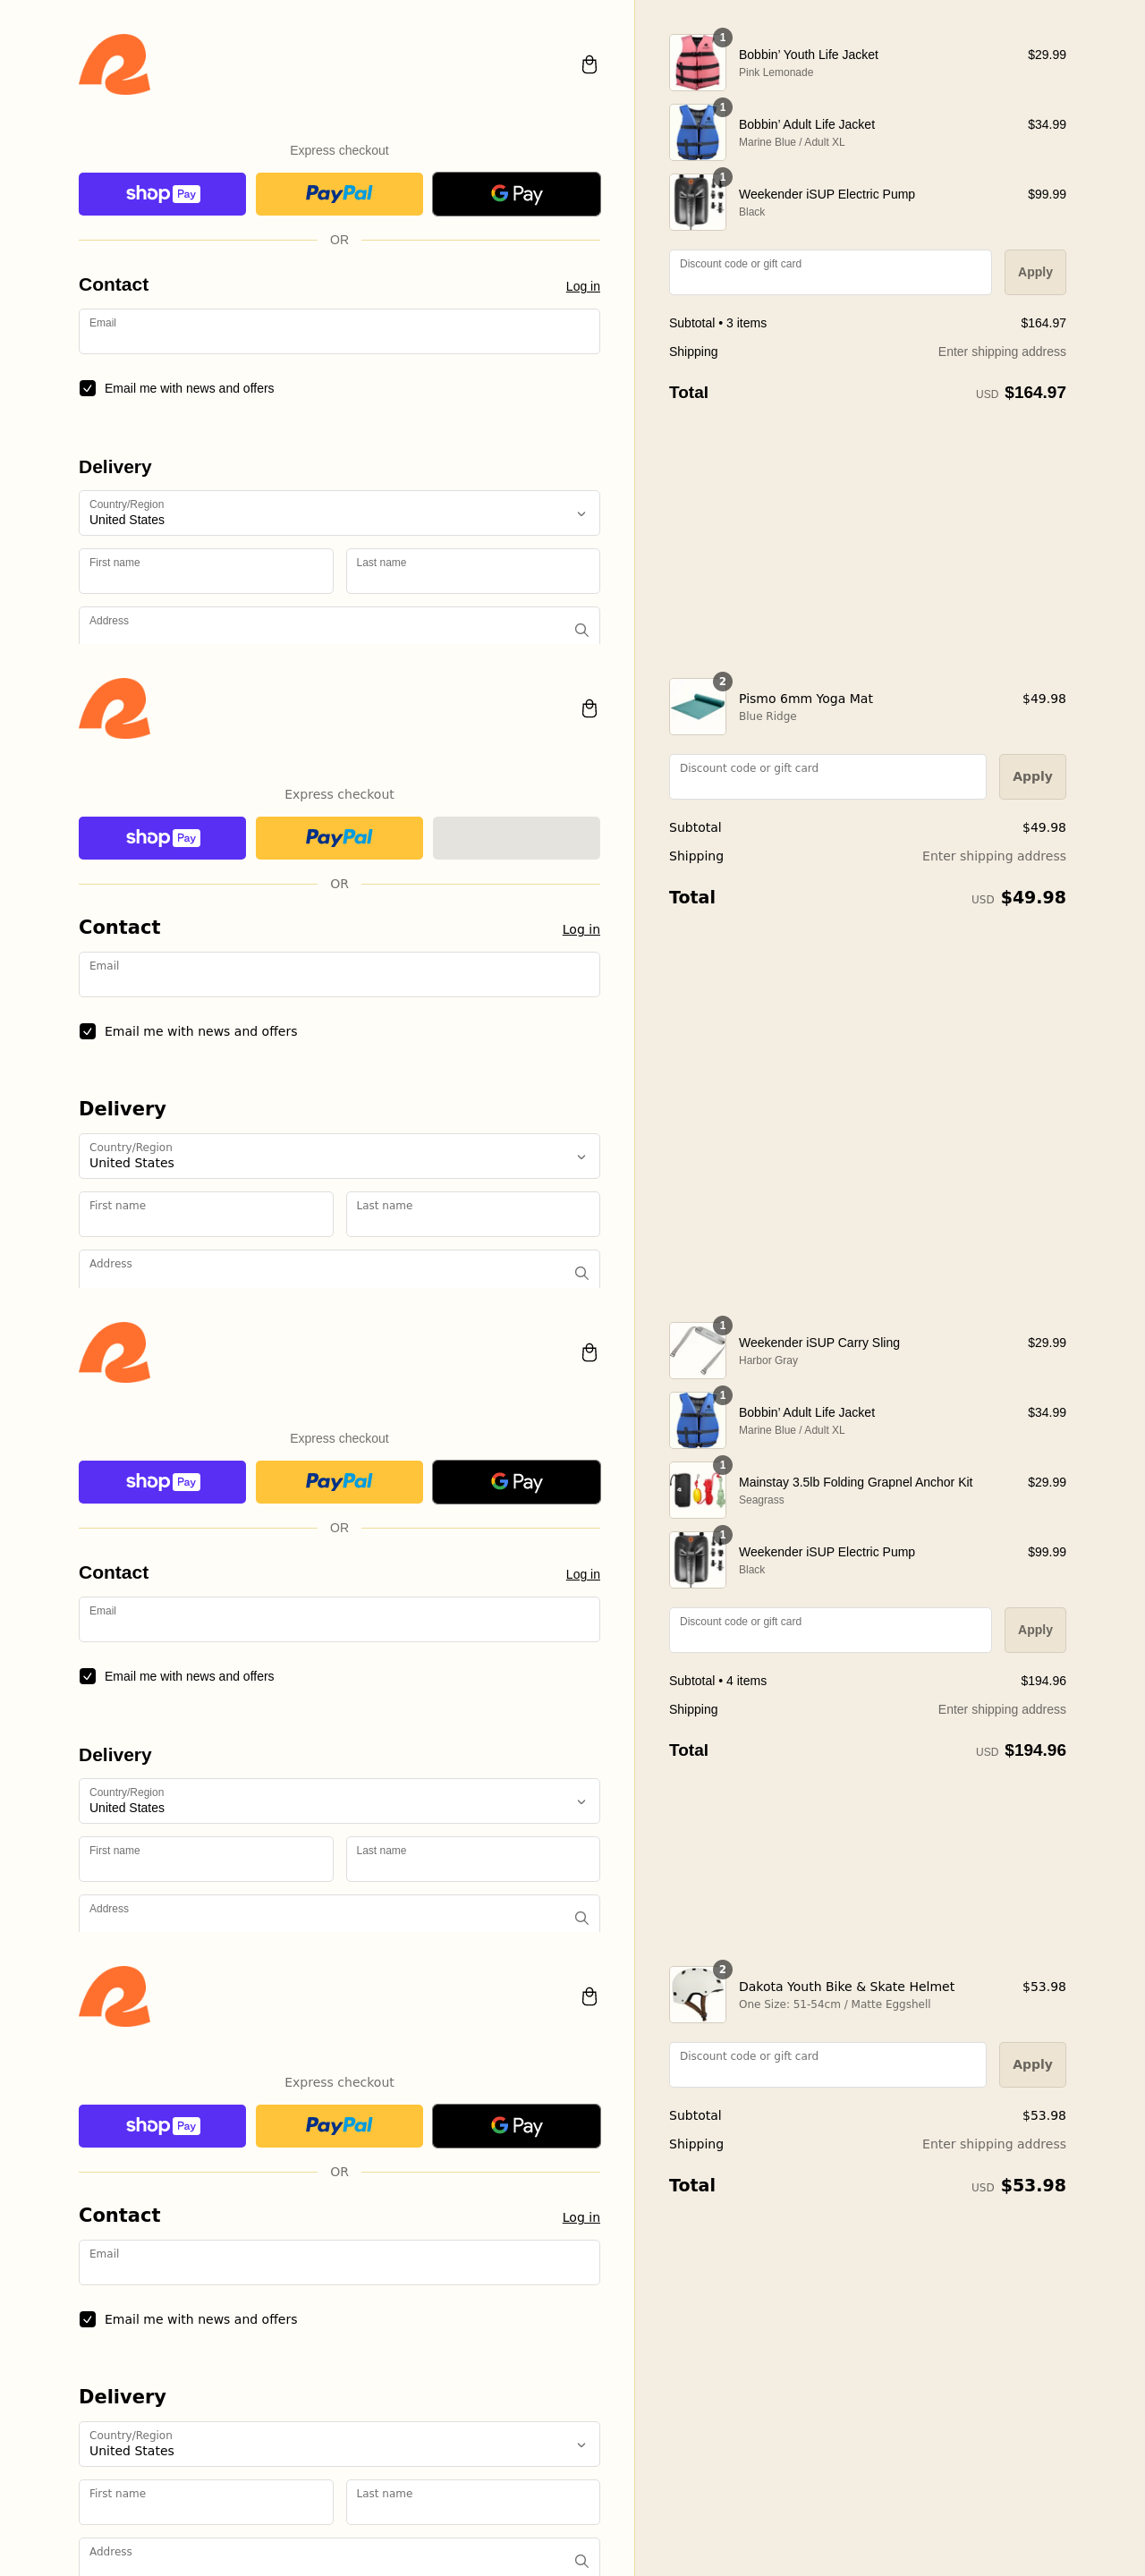 Express checkout
shop Pay
PayPal
G Pay
OR
Contact
Log in
Email
Email me with news and offers
Delivery
Country/Region
United States
First name
Last name
Address
1
Bobbin’ Youth Life Jacket
$29.99
Pink Lemonade
1
Bobbin’ Adult Life Jacket
$34.99
Marine Blue / Adult XL
1
Weekender iSUP Electric Pump
$99.99
Black
Discount code or gift card
Apply
Subtotal • 3 items
$164.97
Shipping
Enter shipping address
Total
USD $164.97
Express checkout
shop Pay
PayPal
OR
Contact
Log in
Email
Email me with news and offers
Delivery
Country/Region
United States
First name
Last name
Address
2
Pismo 6mm Yoga Mat
$49.98
Blue Ridge
Discount code or gift card
Apply
Subtotal
$49.98
Shipping
Enter shipping address
Total
USD $49.98
Express checkout
shop Pay
PayPal
G Pay
OR
Contact
Log in
Email
Email me with news and offers
Delivery
Country/Region
United States
First name
Last name
Address
1
Weekender iSUP Carry Sling
$29.99
Harbor Gray
1
Bobbin’ Adult Life Jacket
$34.99
Marine Blue / Adult XL
1
Mainstay 3.5lb Folding Grapnel Anchor Kit
$29.99
Seagrass
1
Weekender iSUP Electric Pump
$99.99
Black
Discount code or gift card
Apply
Subtotal • 4 items
$194.96
Shipping
Enter shipping address
Total
USD $194.96
Express checkout
shop Pay
PayPal
G Pay
OR
Contact
Log in
Email
Email me with news and offers
Delivery
Country/Region
United States
First name
Last name
Address
2
Dakota Youth Bike & Skate Helmet
$53.98
One Size: 51-54cm / Matte Eggshell
Discount code or gift card
Apply
Subtotal
$53.98
Shipping
Enter shipping address
Total
USD $53.98